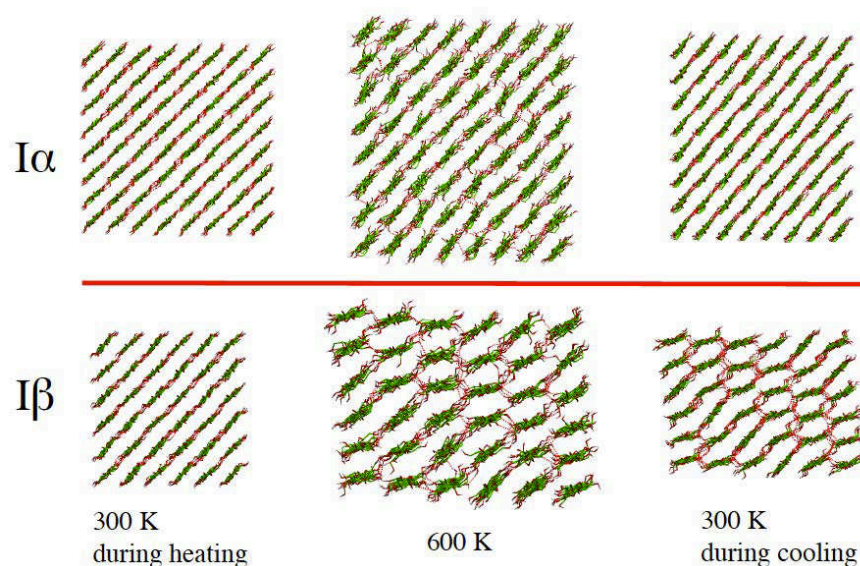 Iα
Iβ
300 K
during heating
600 K
300 K
during cooling